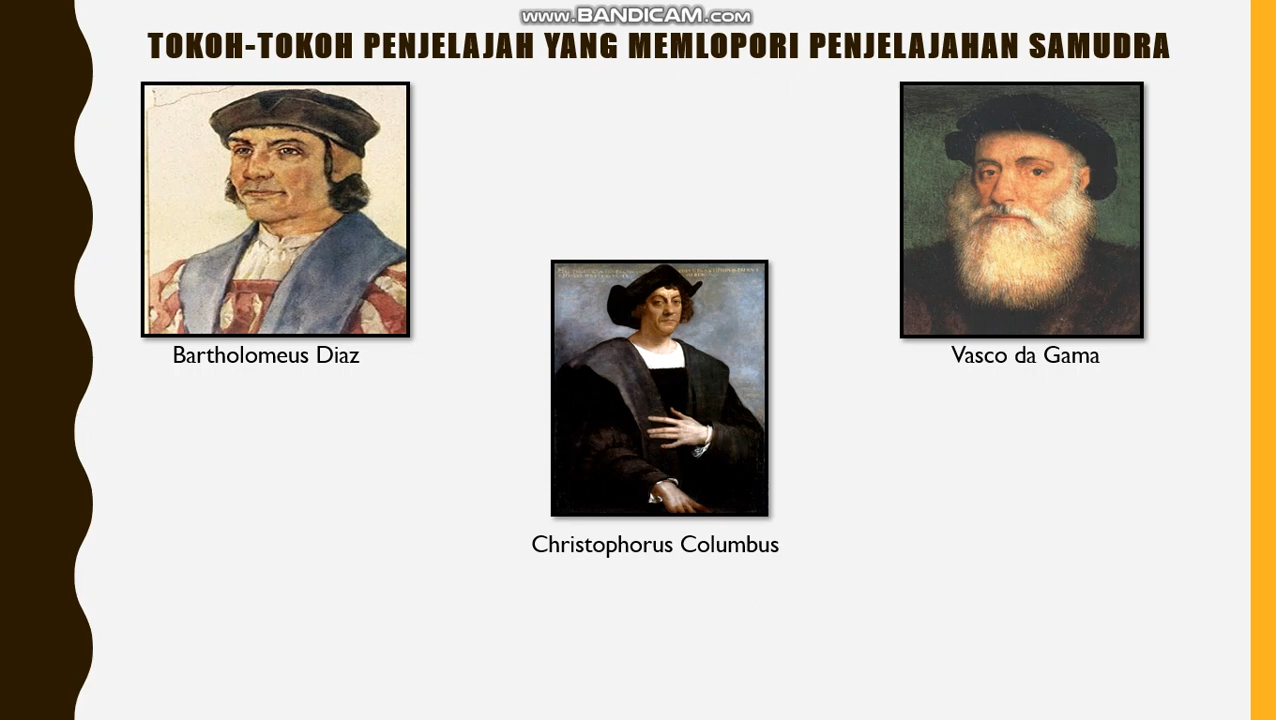 www.BANDICAM.com
TOKOH-TOKOH PENJELAJAH YANG MEMLOPORI PENJELAJAHAN SAMUDRA
Bartholomeus Diaz
Vasco da Gama
Christophorus Columbus